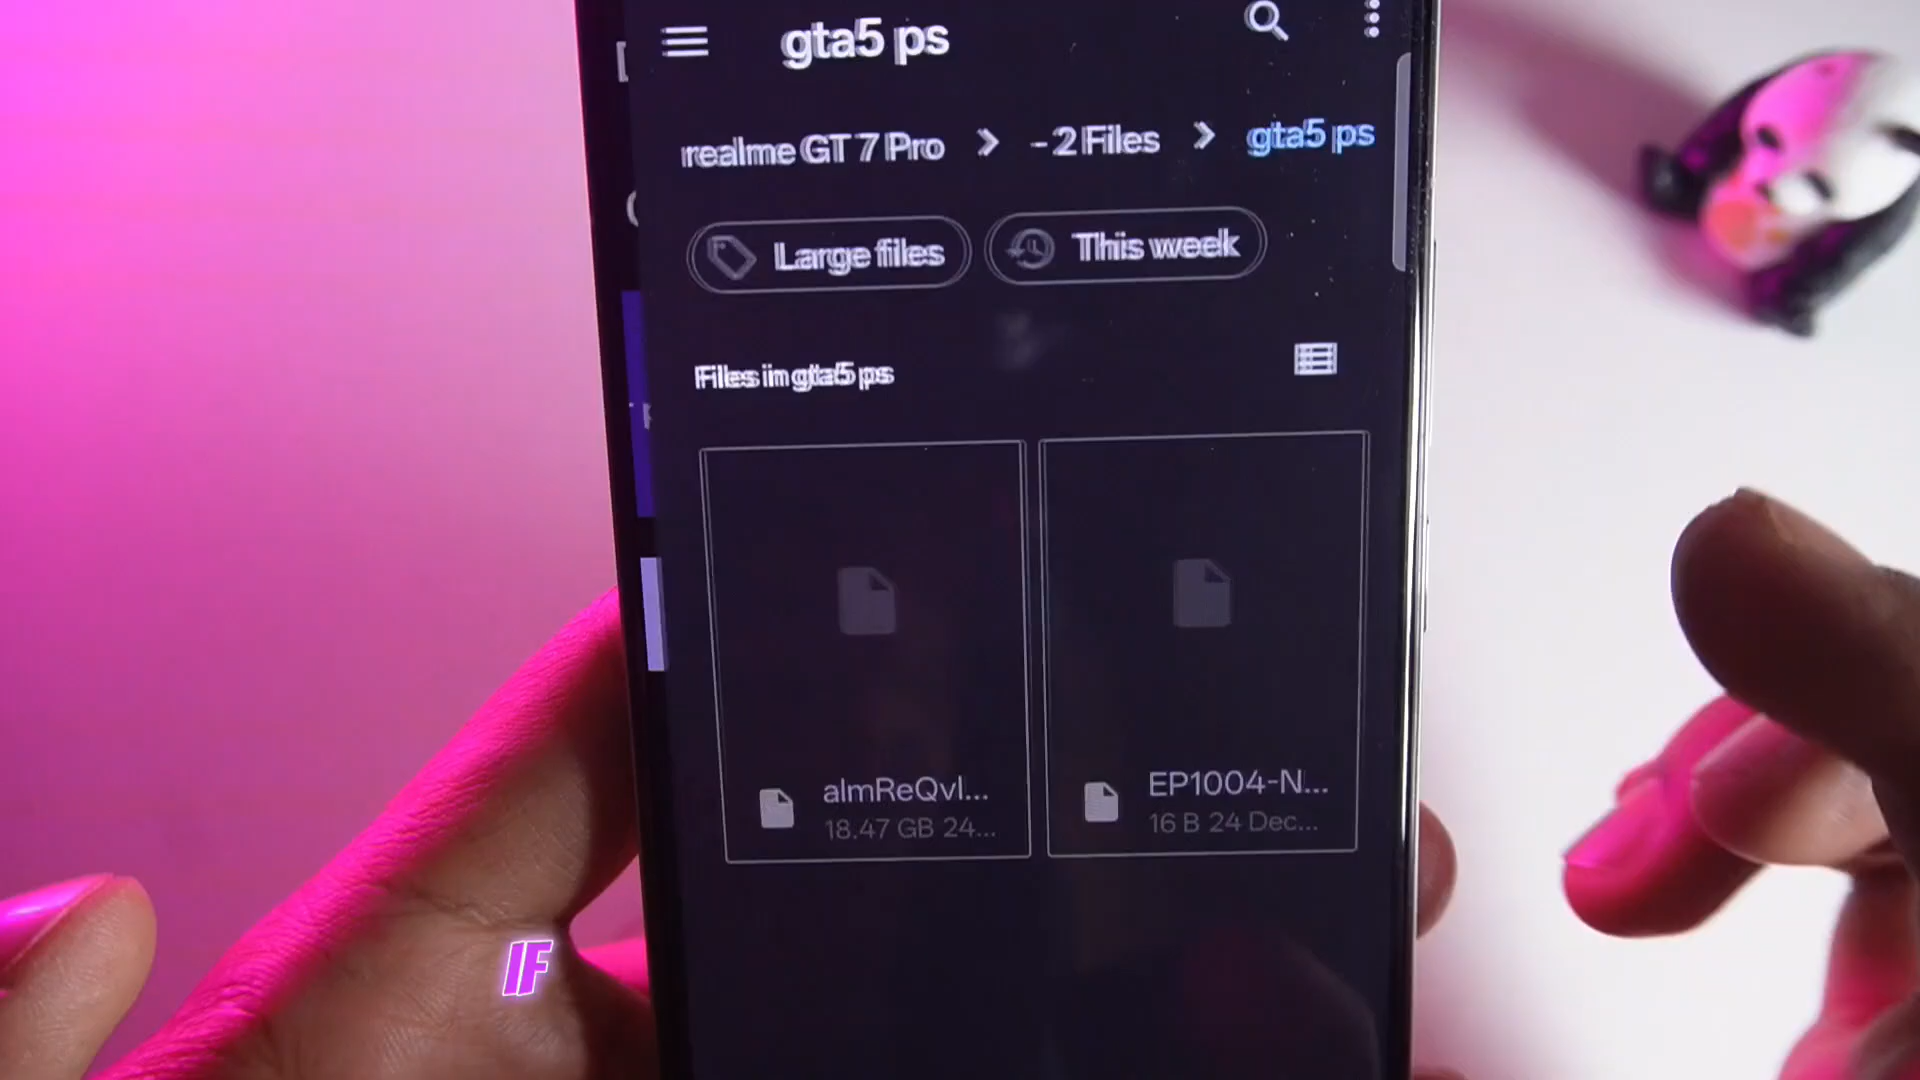 gta5 ps
realme GT 7 Pro > -2 Files > gta5 ps
Large files
This week
Files in gta5 ps
almReQvl...
18.47 GB 24...
EP1004-N...
16 B 24 Dec...
IF